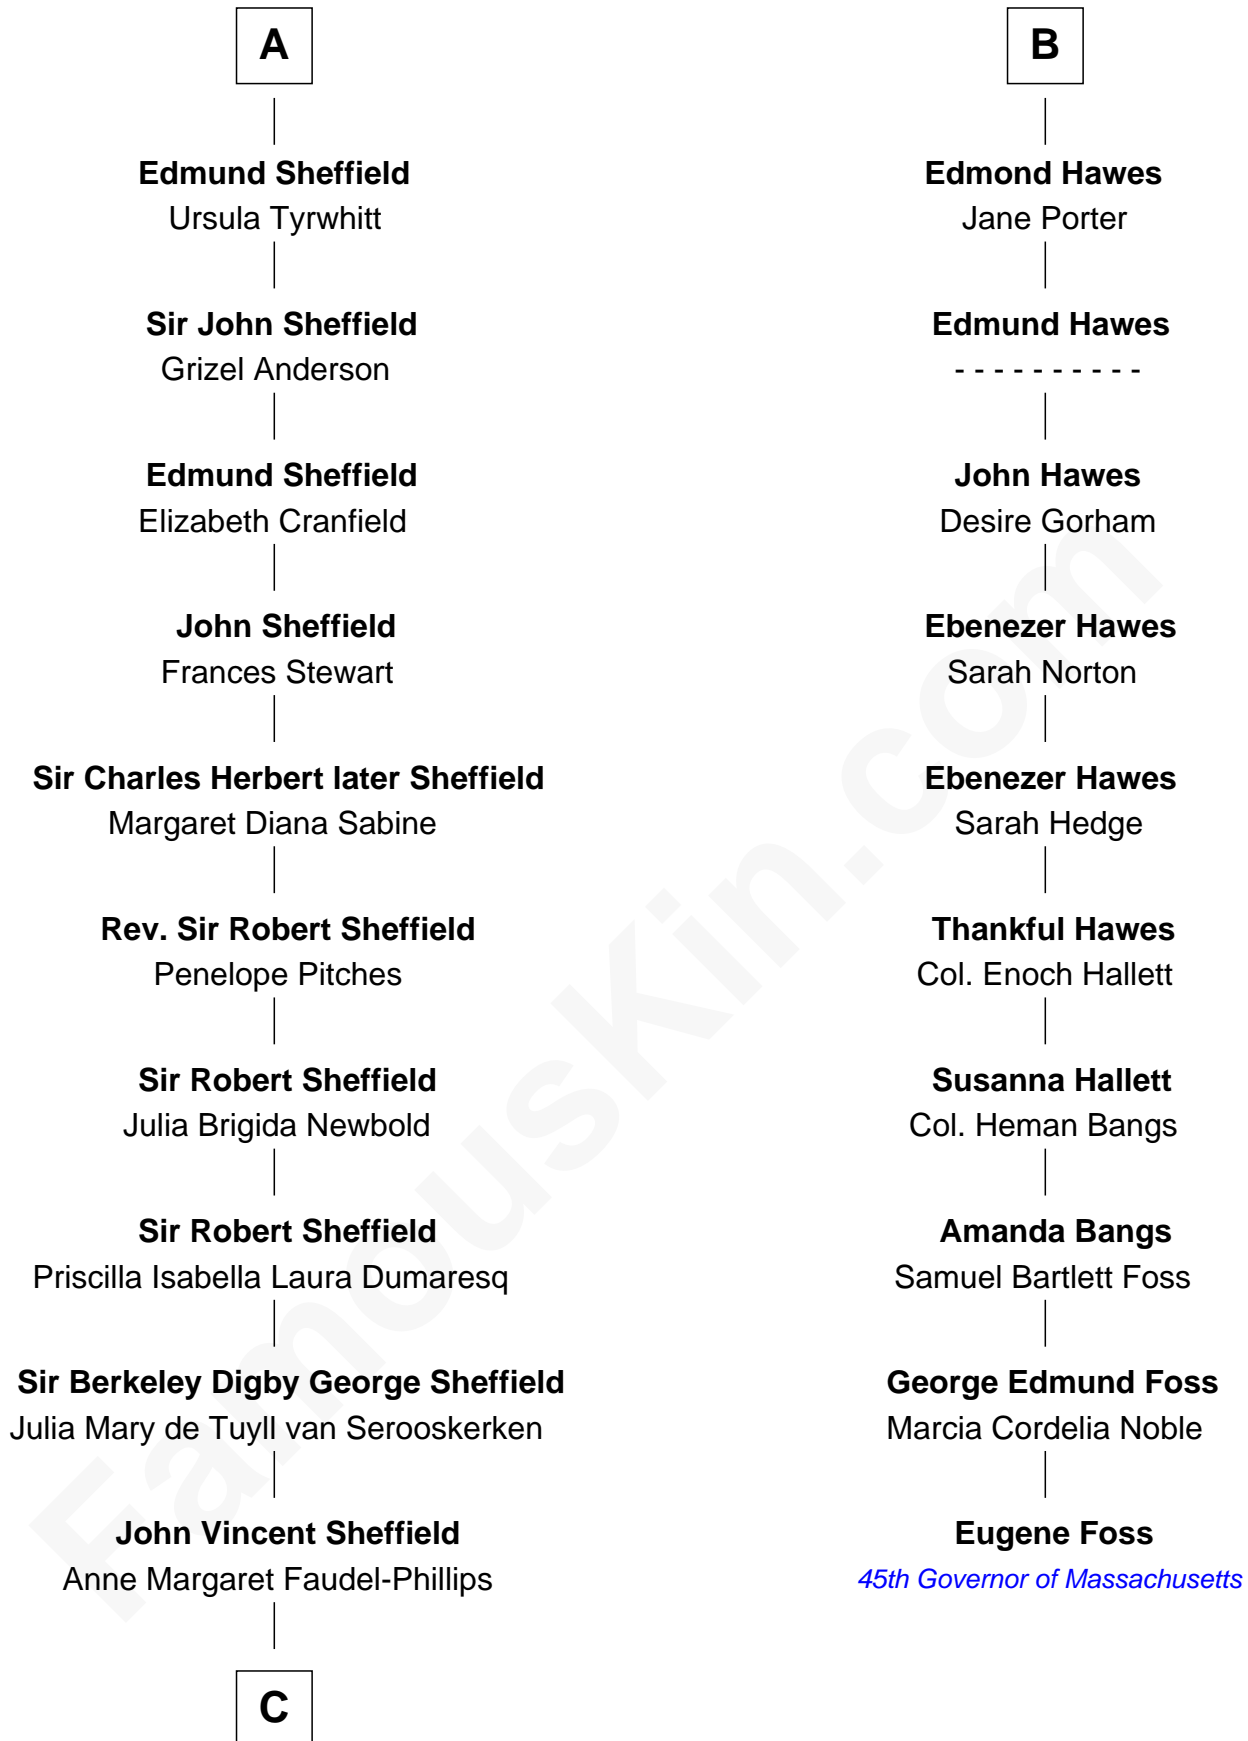 A
Edmund Sheffield
Ursula Tyrwhitt
Sir John Sheffield
Grizel Anderson
Edmund Sheffield
Elizabeth Cranfield
John Sheffield
Frances Stewart
Sir Charles Herbert later Sheffield
Margaret Diana Sabine
Rev. Sir Robert Sheffield
Penelope Pitches
Sir Robert Sheffield
Julia Brigida Newbold
Sir Robert Sheffield
Priscilla Isabella Laura Dumaresq
Sir Berkeley Digby George Sheffield
Julia Mary de Tuyll van Serooskerken
John Vincent Sheffield
Anne Margaret Faudel-Phillips
C
B
Edmond Hawes
Jane Porter
Edmund Hawes
- - - - - - - - - -
John Hawes
Desire Gorham
Ebenezer Hawes
Sarah Norton
Ebenezer Hawes
Sarah Hedge
Thankful Hawes
Col. Enoch Hallett
Susanna Hallett
Col. Heman Bangs
Amanda Bangs
Samuel Bartlett Foss
George Edmund Foss
Marcia Cordelia Noble
Eugene Foss
45th Governor of Massachusetts
FamousKin.com